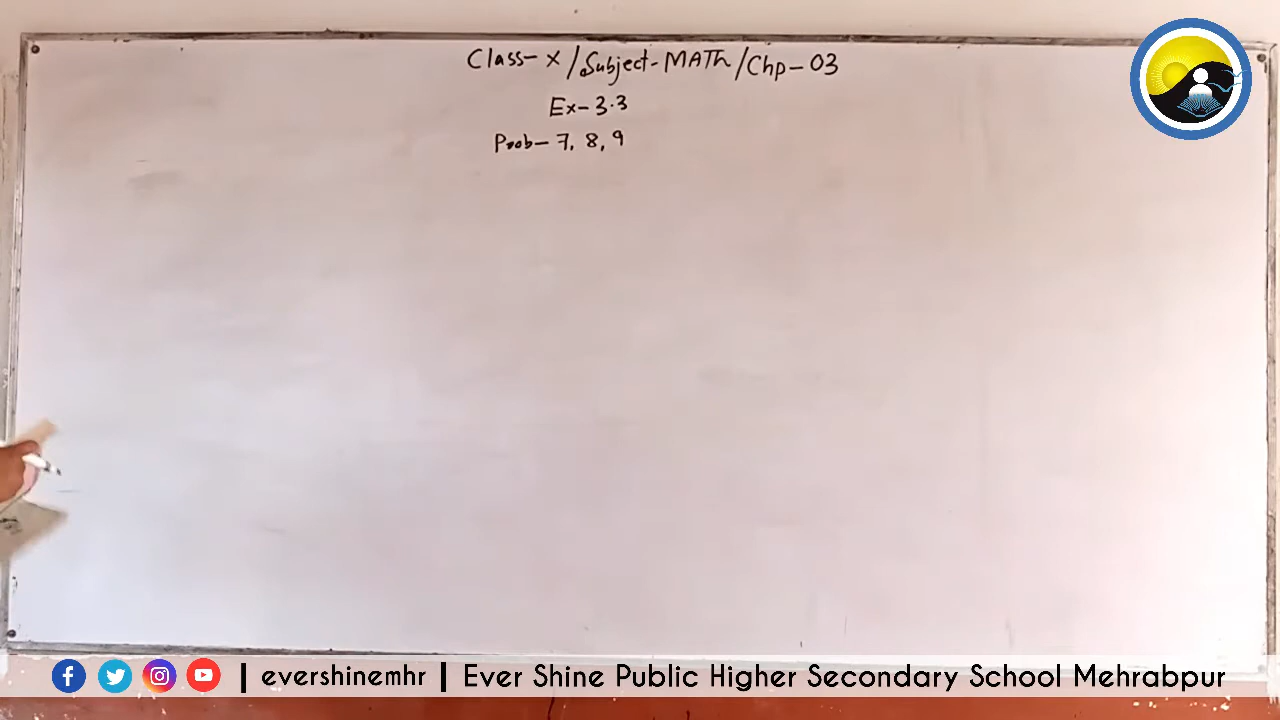 Class-X/Subject-MATH/Chp-03
Ex-3.3
Prob-7, 8, 9
| evershinemhr | Ever Shine Public Higher Secondary School Mehrabpur